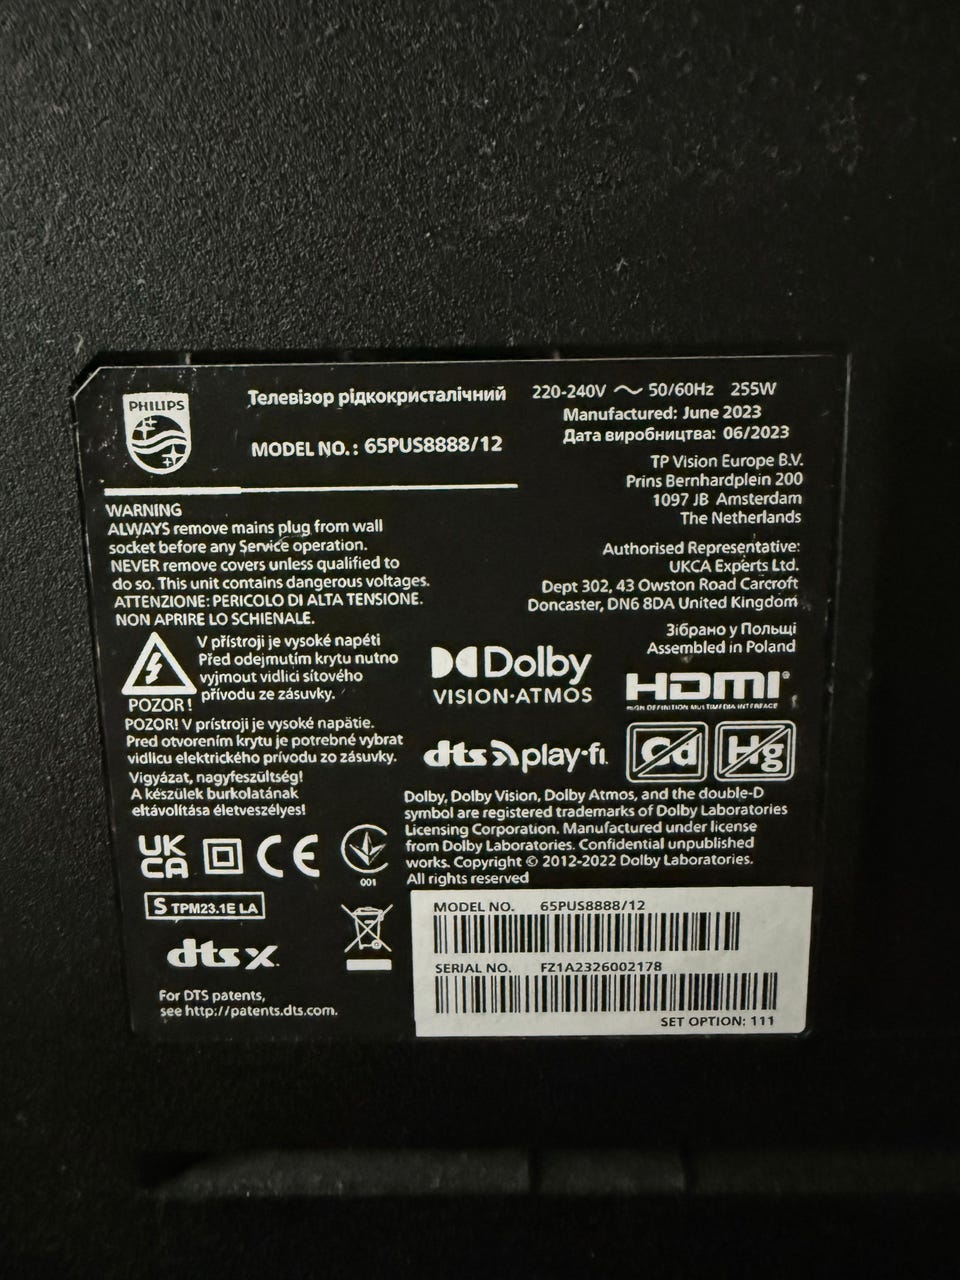 PHILIPS
Телевізор рідкокристалічний
MODEL NO.: 65PUS8888/12
220-240V ~ 50/60Hz 255W
Manufactured: June 2023
Дата виробництва: 06/2023
TP Vision Europe B.V.
Prins Bernhardplein 200
1097 JB Amsterdam
The Netherlands
Authorised Representative:
UKCA Experts Ltd.
Dept 302, 43 Owston Road Carcroft
Doncaster, DN6 8DA United Kingdom
Зібрано у Польщі
Assembled in Poland
WARNING
ALWAYS remove mains plug from wall
socket before any Service operation.
NEVER remove covers unless qualified to
do so. This unit contains dangerous voltages.
ATTENZIONE: PERICOLO DI ALTA TENSIONE.
NON APRIRE LO SCHIENALE.
V přístroji je vysoké napětí
Před odejmutím krytu nutno
vyjmout vidlici síťového
přívodu ze zásuvky.
POZOR!
POZOR! V prístroji je vysoké napätie.
Pred otvorením krytu je potrebné vybrat
vidlicu elektrického prívodu zo zásuvky.
Vigyázat, nagyfeszültség!
A készülek burkolatának
eltávolítása életveszélyes!
Dolby
VISION·ATMOS
HDMI®
HIGH DEFINITION MULTIMEDIA INTERFACE
dts play-fi.
Cd
Hg
Dolby, Dolby Vision, Dolby Atmos, and the double-D
symbol are registered trademarks of Dolby Laboratories
Licensing Corporation. Manufactured under license
from Dolby Laboratories. Confidential unpublished
works. Copyright © 2012-2022 Dolby Laboratories.
All rights reserved
UK
CA
CE
001
S TPM23.1E LA
dts x.
For DTS patents,
see http://patents.dts.com.
MODEL NO. 65PUS8888/12
SERIAL NO. FZ1A2326002178
SET OPTION: 111